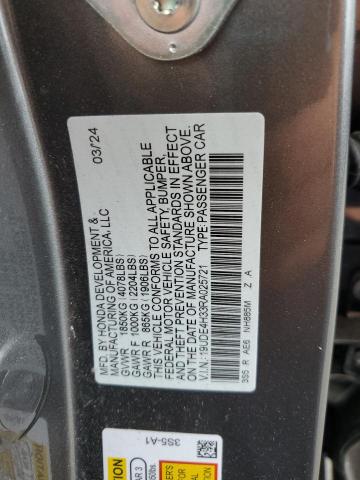 MFD. BY HONDA DEVELOPMENT & 03/24
MANUFACTURING OF AMERICA, LLC
GVWR 1850KG (4078LBS)
GAWR F 1000KG (2204LBS)
GAWR R 865KG (1906LBS)
THIS VEHICLE CONFORMS TO ALL APPLICABLE
FEDERAL MOTOR VEHICLE SAFETY, BUMPER,
AND THEFT PREVENTION STANDARDS IN EFFECT
ON THE DATE OF MANUFACTURE SHOWN ABOVE.
V.I.N.: 19UDE4H33RA025721 TYPE: PASSENGER CAR
3S5 R AE6 NH885M Z A
3S5-A1